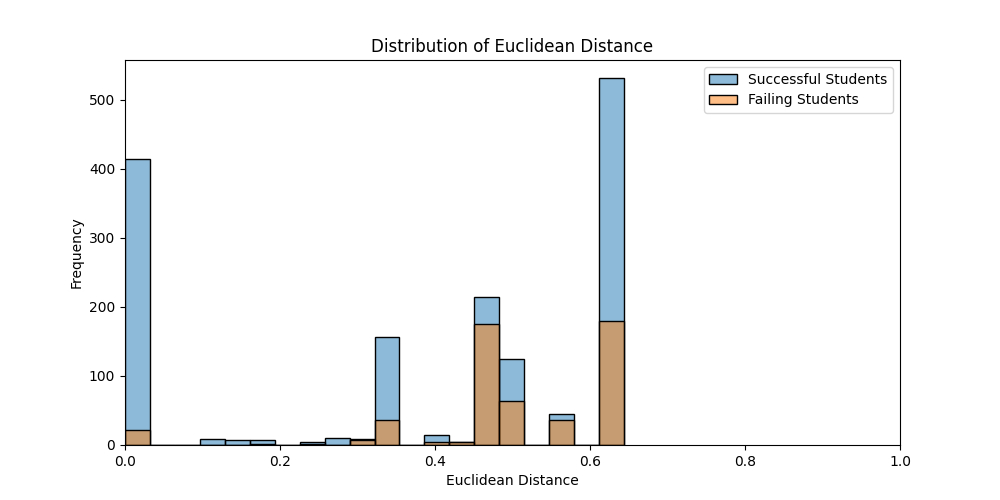 Distribution of Euclidean Distance
Successful Students
Failing Students
500
400
300
200
100
0
Frequency
0.0 0.2 0.4 0.6 0.8 1.0
Euclidean Distance